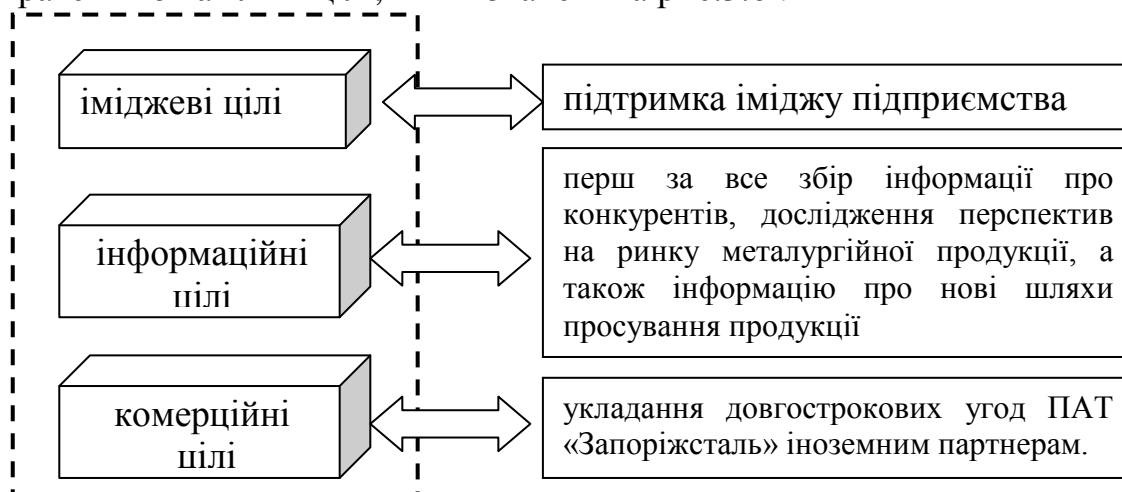 іміджеві цілі
підтримка іміджу підприємства
інформаційні
цілі
перш за все збір інформації про
конкурентів, дослідження перспектив
на ринку металургійної продукції, а
також інформацію про нові шляхи
просування продукції
комерційні
цілі
укладання довгострокових угод ПАТ
«Запоріжсталь» іноземним партнерам.